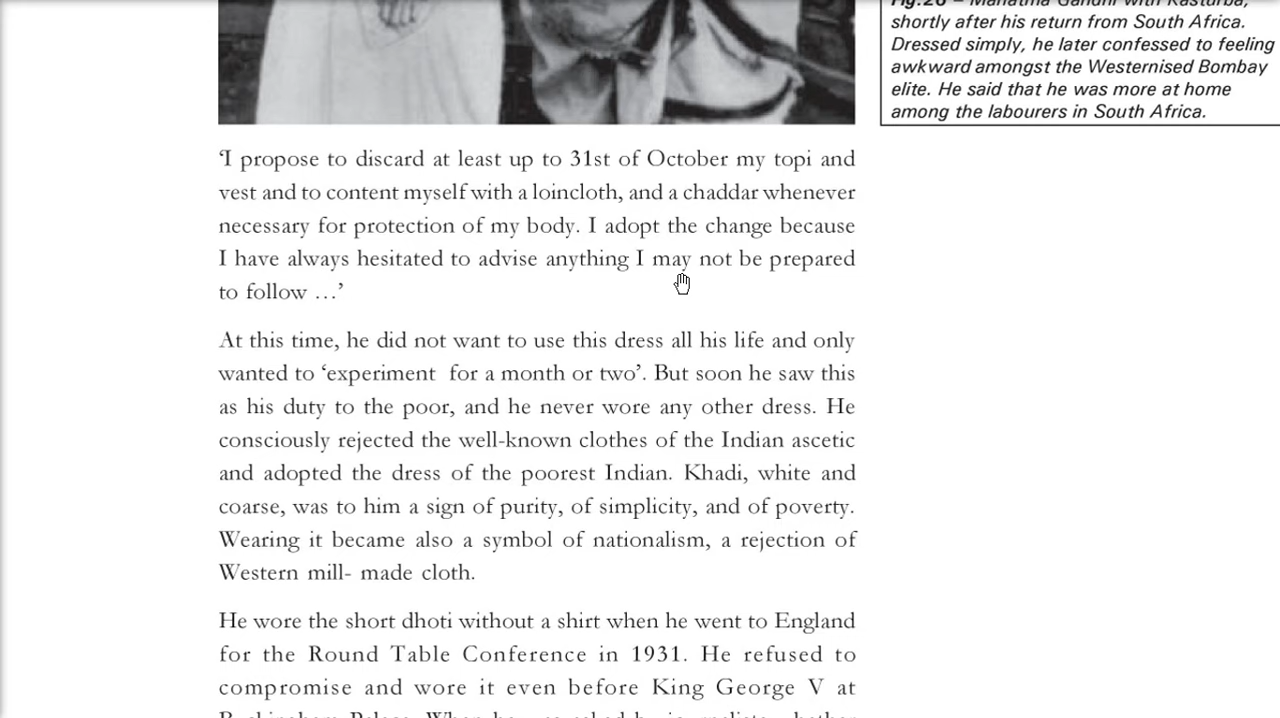 Fig.26 – Mahatma Gandhi with Kasturba,
shortly after his return from South Africa.
Dressed simply, he later confessed to feeling
awkward amongst the Westernised Bombay
elite. He said that he was more at home
among the labourers in South Africa.
‘I propose to discard at least up to 31st of October my topi and
vest and to content myself with a loincloth, and a chaddar whenever
necessary for protection of my body. I adopt the change because
I have always hesitated to advise anything I may not be prepared
to follow …’
At this time, he did not want to use this dress all his life and only
wanted to ‘experiment  for a month or two’. But soon he saw this
as his duty to the poor, and he never wore any other dress. He
consciously rejected the well-known clothes of the Indian ascetic
and adopted the dress of the poorest Indian. Khadi, white and
coarse, was to him a sign of purity, of simplicity, and of poverty.
Wearing it became also a symbol of nationalism, a rejection of
Western mill- made cloth.
He wore the short dhoti without a shirt when he went to England
for the Round Table Conference in 1931. He refused to
compromise and wore it even before King George V at